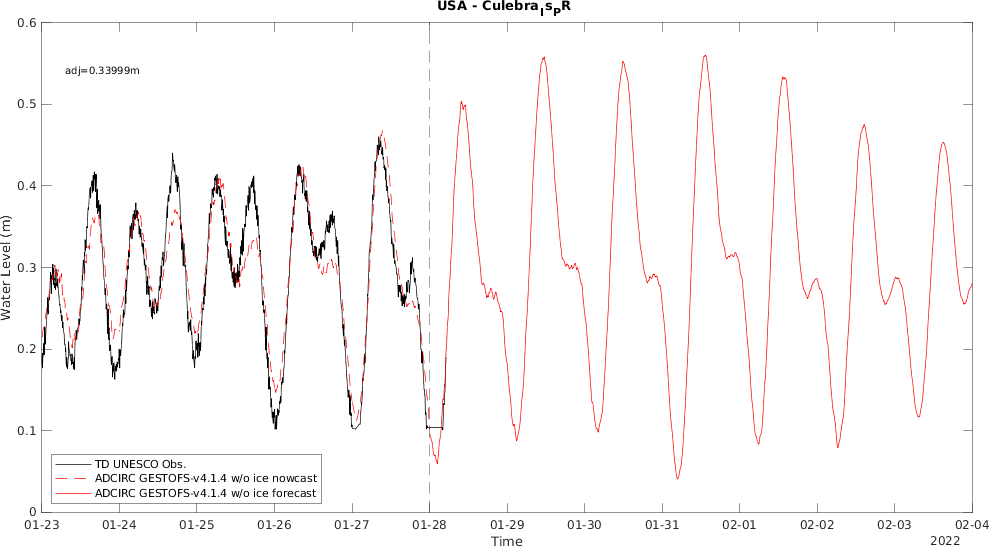 USA - CulebraIsPR
adj=0.33999m
0.6
0.5
0.4
0.3
0.2
0.1
0
Water Level (m)
TD UNESCO Obs.
ADCIRC GESTOFS-v4.1.4 w/o ice nowcast
ADCIRC GESTOFS-v4.1.4 w/o ice forecast
01-23 01-24 01-25 01-26 01-27 01-28 01-29 01-30 01-31 02-01 02-02 02-03 02-04
Time
2022